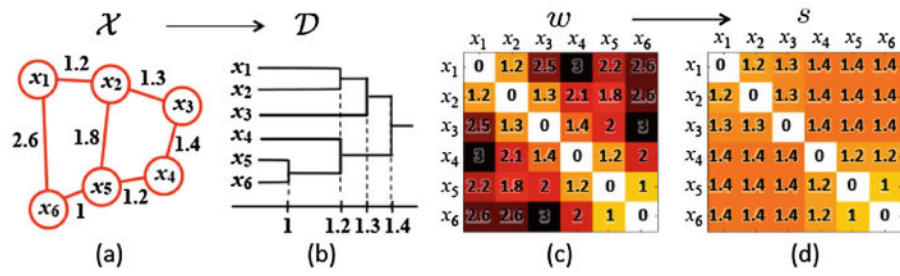 𝒳 → 𝒟
x1 1.2 x2 1.3 x3
2.6 1.8 1.4
x6 1 x5 1.2 x4
(a)
x1
x2
x3
x4
x5
x6
1 1.2 1.3 1.4
(b)
w → s
x1 x2 x3 x4 x5 x6
x1 0 1.2 2.5 3 2.2 2.6
x2 1.2 0 1.3 2.1 1.8 2.6
x3 2.5 1.3 0 1.4 2 3
x4 3 2.1 1.4 0 1.2 2
x5 2.2 1.8 2 1.2 0 1
x6 2.6 2.6 3 2 1 0
(c)
x1 x2 x3 x4 x5 x6
x1 0 1.2 1.3 1.4 1.4 1.4
x2 1.2 0 1.3 1.4 1.4 1.4
x3 1.3 1.3 0 1.4 1.4 1.4
x4 1.4 1.4 1.4 0 1.2 1.2
x5 1.4 1.4 1.4 1.2 0 1
x6 1.4 1.4 1.4 1.2 1 0
(d)